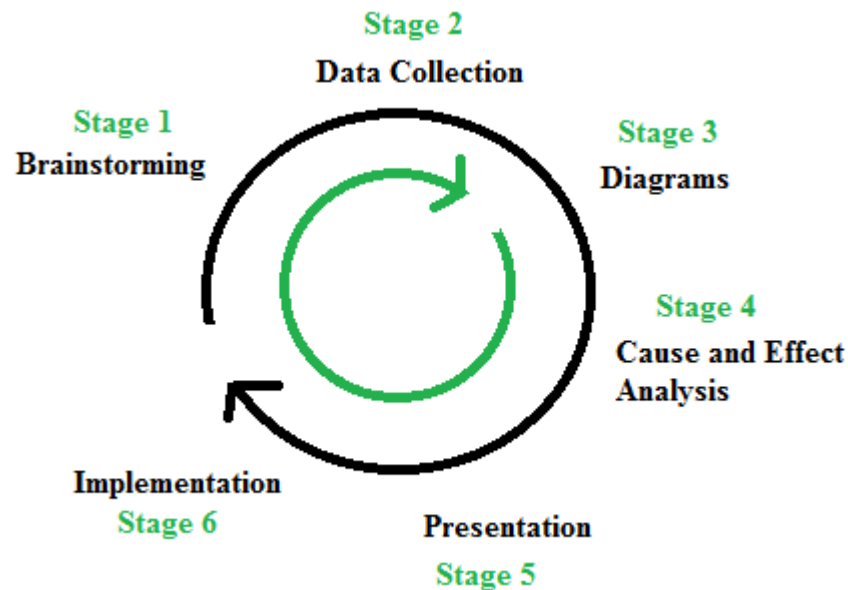 Stage 1
Brainstorming
Stage 2
Data Collection
Stage 3
Diagrams
Stage 4
Cause and Effect
Analysis
Presentation
Stage 5
Implementation
Stage 6